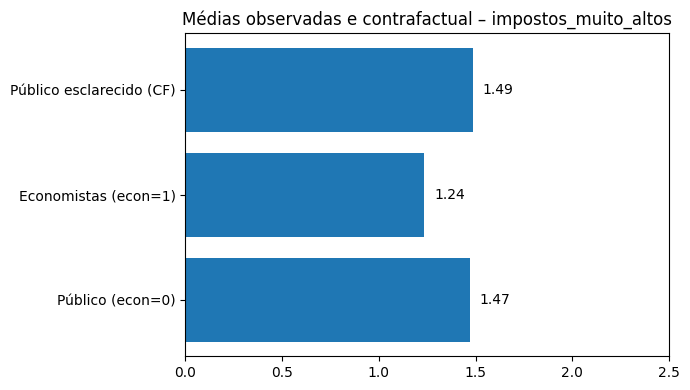 Médias observadas e contrafactual – impostos_muito_altos
Público esclarecido (CF)
1.49
Economistas (econ=1)
1.24
Público (econ=0)
1.47
0.0
0.5
1.0
1.5
2.0
2.5